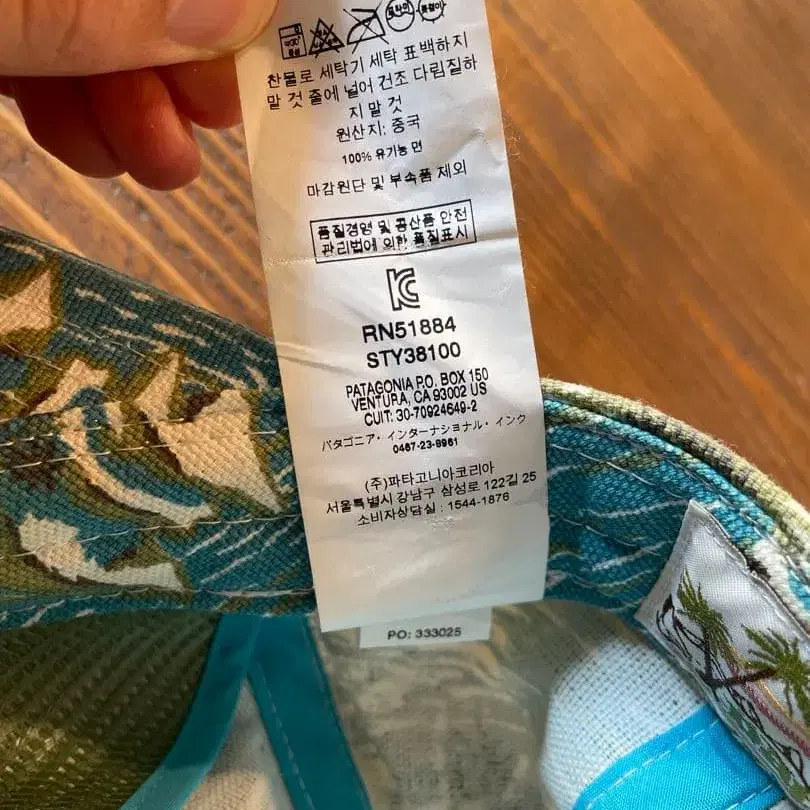 찬물로 세탁기 세탁 표백하지
말 것 줄에 널어 건조 다림질하
지 말 것
원산지: 중국
100% 유기농 면
마감원단 및 부속품 제외
품질경영 및 공산품 안전
관리법에 의한 품질표시
RN51884
STY38100
PATAGONIA P.O. BOX 150
VENTURA, CA 93002 US
CUIT: 30-70924649-2
パタゴニア・インターナショナル・インク
0467-23-8961
(주)파타고니아코리아
서울특별시 강남구 삼성로 122길 25
소비자상담실 : 1544-1876
PO: 333025